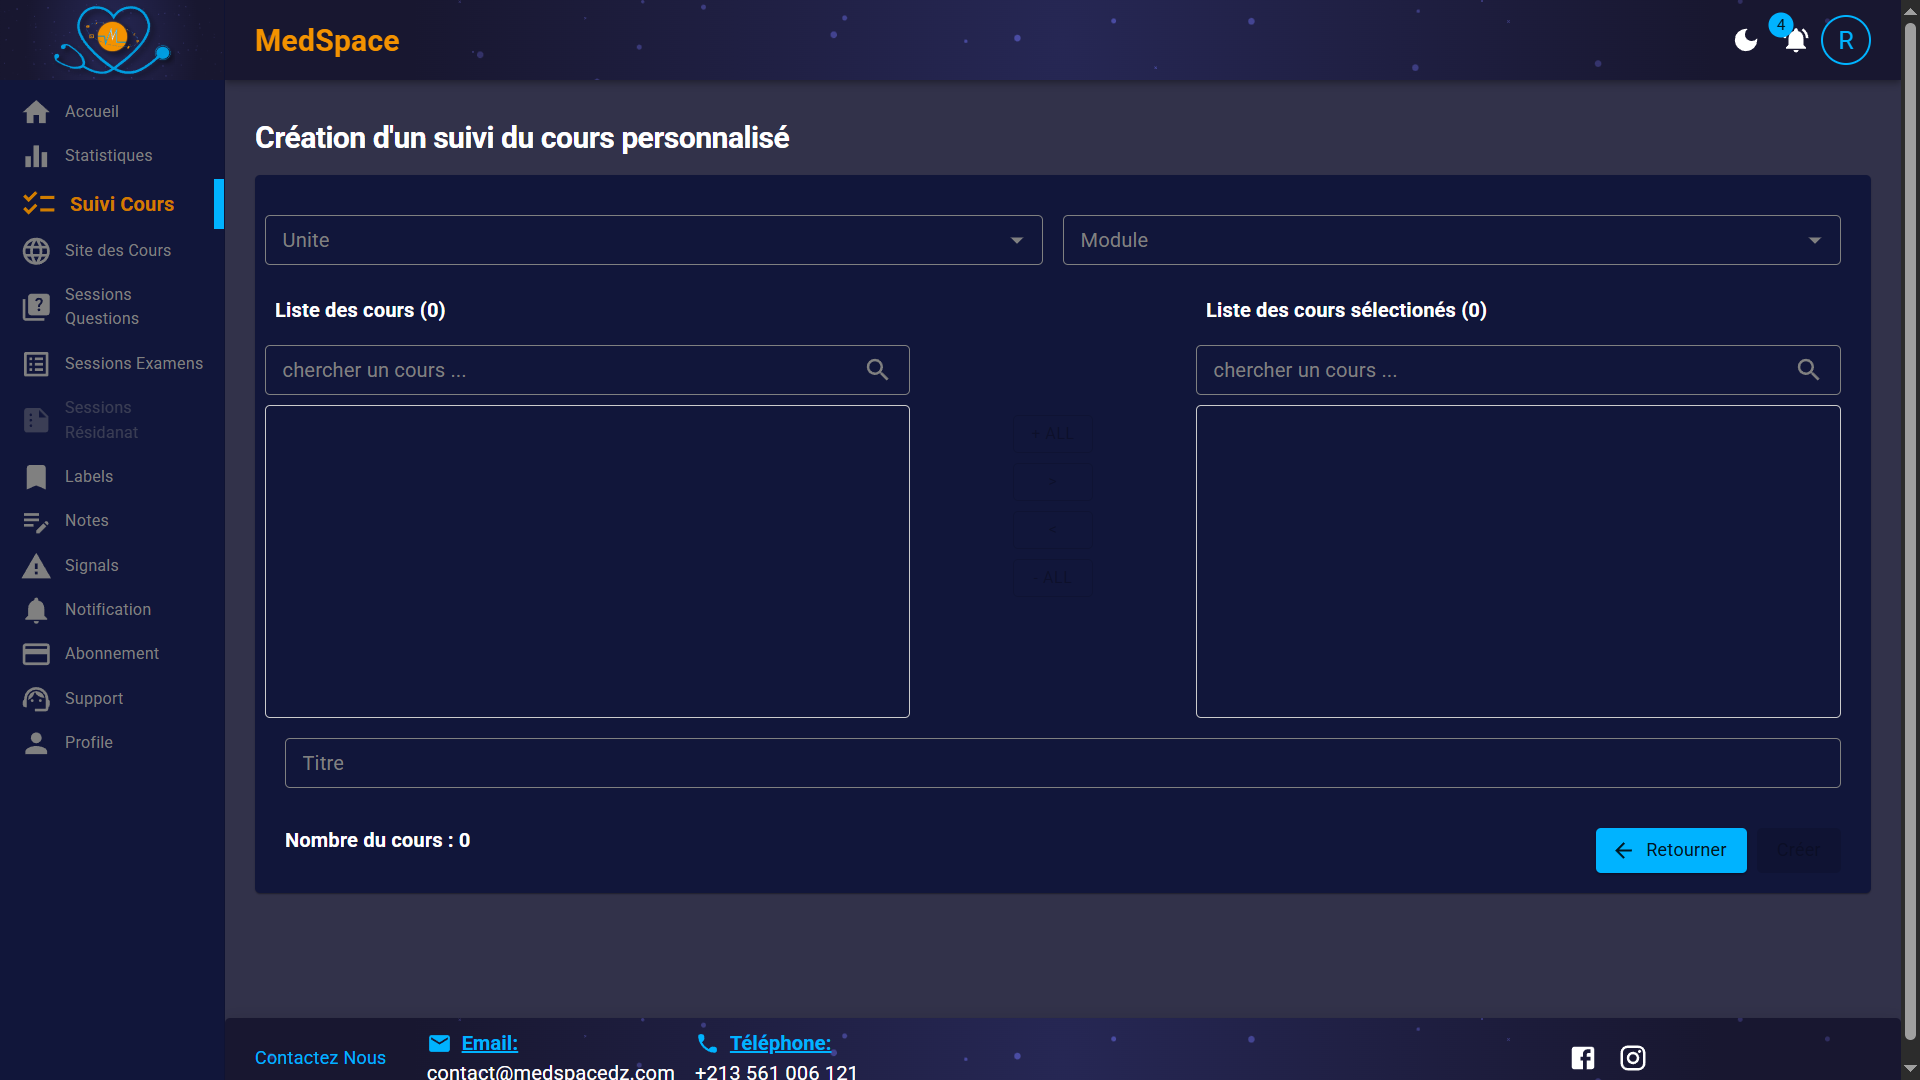 MedSpace
4
R
Accueil
Statistiques
Suivi Cours
Site des Cours
Sessions
Questions
Sessions Examens
Sessions
Résidanat
Labels
Notes
Signals
Notification
Abonnement
Support
Profile
Création d'un suivi du cours personnalisé
Unite
Module
Liste des cours (0)
Liste des cours sélectionés (0)
chercher un cours ...
chercher un cours ...
+ ALL
>
<
- ALL
Titre
Nombre du cours : 0
Retourner
Créer
Contactez Nous
Email:
contact@medspacedz.com
Téléphone:
+213 561 006 121